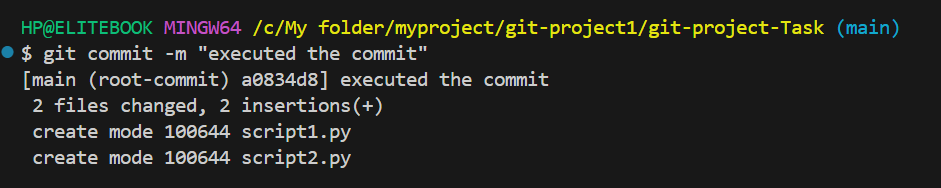 HP@ELITEBOOK MINGW64 /c/My folder/myproject/git-project1/git-project-Task (main)
$ git commit -m "executed the commit"
[main (root-commit) a0834d8] executed the commit
 2 files changed, 2 insertions(+)
 create mode 100644 script1.py
 create mode 100644 script2.py